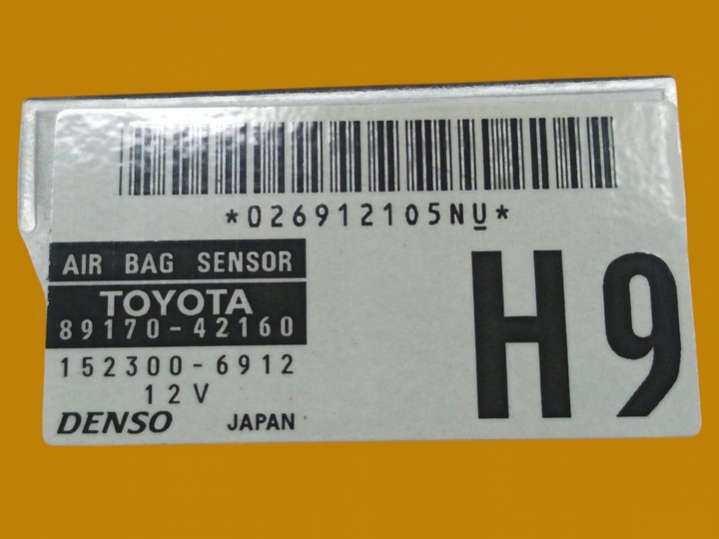 *026912105NU*
AIR BAG SENSOR
TOYOTA
89170-42160
152300-6912
12V
DENSO JAPAN
H9